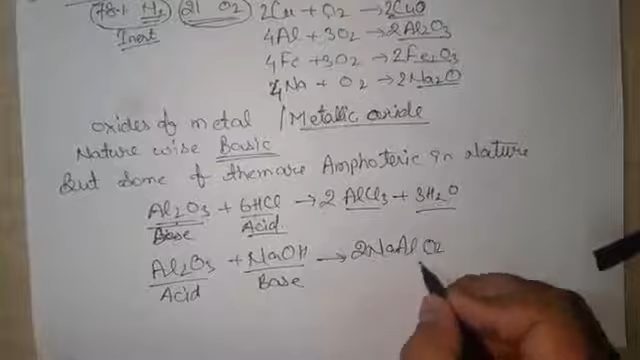 (78% N2) (21 O2) 2Cu + O2 → 2CuO
Inert
4Al + 3O2 → 2Al2O3
4Fe + 3O2 → 2Fe2O3
4Na + O2 → 2Na2O
oxides of metal / Metallic oxide
Nature wise Basic
But some of them are Amphoteric in Nature
Al2O3 + 6HCl → 2 AlCl3 + 3H2O
Base Acid
Al2O3 + NaOH → 2NaAlO2
Acid Base